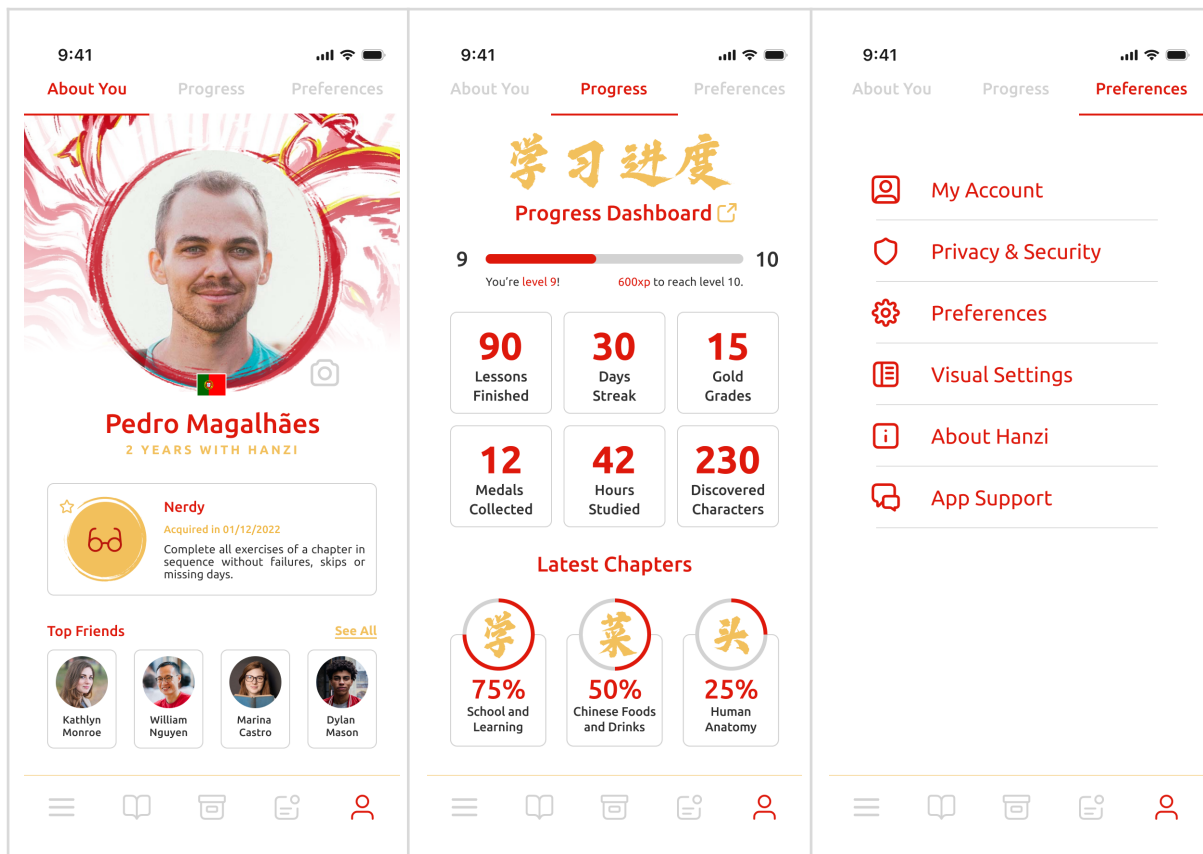 9:41
About You Progress Preferences
Pedro Magalhães
2 YEARS WITH HANZI
Nerdy
Acquired in 01/12/2022
Complete all exercises of a chapter in
sequence without failures, skips or
missing days.
Top Friends See All
Kathlyn
Monroe
William
Nguyen
Marina
Castro
Dylan
Mason
9:41
About You Progress Preferences
学习进度
Progress Dashboard
9 10
You're level 9! 600xp to reach level 10.
90
Lessons
Finished
30
Days
Streak
15
Gold
Grades
12
Medals
Collected
42
Hours
Studied
230
Discovered
Characters
Latest Chapters
学
75%
School and
Learning
菜
50%
Chinese Foods
and Drinks
头
25%
Human
Anatomy
9:41
About You Progress Preferences
My Account
Privacy & Security
Preferences
Visual Settings
About Hanzi
App Support